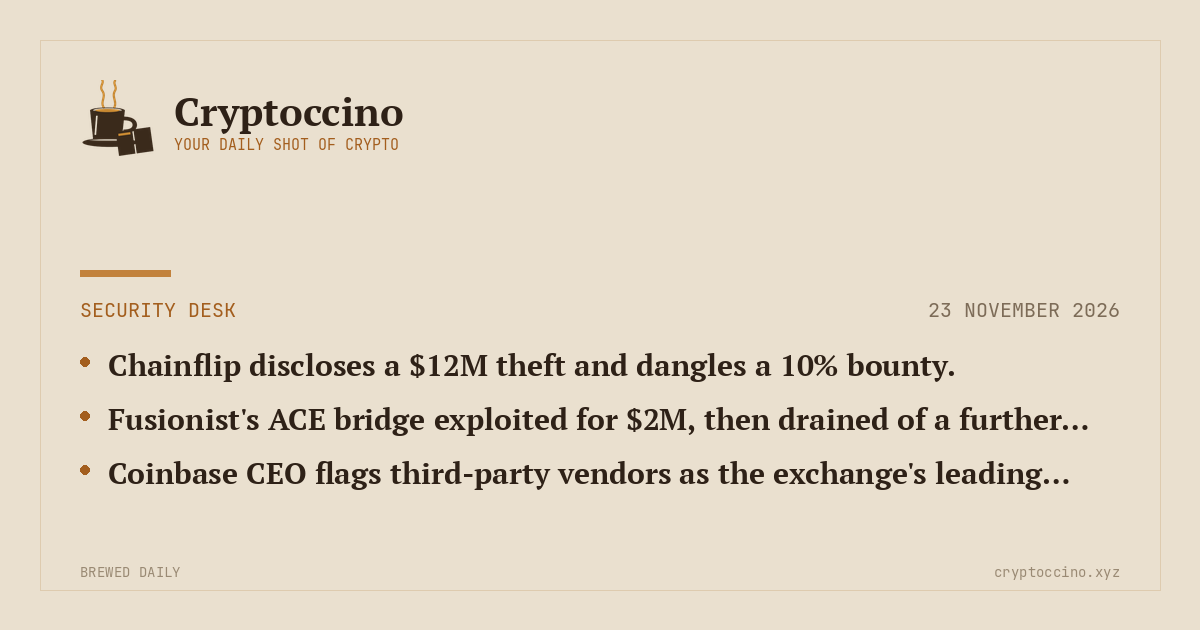 Cryptoccino
YOUR DAILY SHOT OF CRYPTO
SECURITY DESK
23 NOVEMBER 2026
Chainflip discloses a $12M theft and dangles a 10% bounty.
Fusionist's ACE bridge exploited for $2M, then drained of a further...
Coinbase CEO flags third-party vendors as the exchange's leading...
BREWED DAILY
cryptoccino.xyz